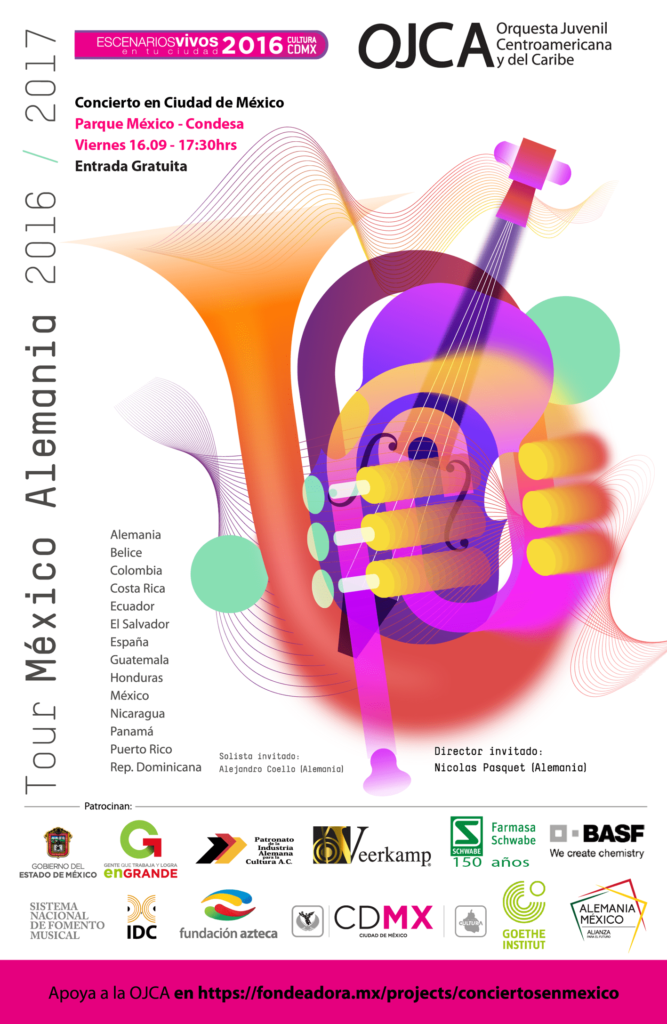 ESCENARIOSvivos
en tu ciudad
2016
CULTURA
CDMX
OJCA
Orquesta Juvenil
Centroamericana
y del Caribe
Tour México Alemania 2016 / 2017
Concierto en Ciudad de México
Parque México - Condesa
Viernes 16.09 - 17:30hrs
Entrada Gratuita
Alemania
Belice
Colombia
Costa Rica
Ecuador
El Salvador
España
Guatemala
Honduras
México
Nicaragua
Panamá
Puerto Rico
Rep. Dominicana
Solista invitado:
Alejandro Coello (Alemania)
Director invitado:
Nicolas Pasquet (Alemania)
Patrocinan:
GOBIERNO DEL
ESTADO DE MÉXICO
GENTE QUE TRABAJA Y LOGRA
enGRANDE
Patronato
de la
Industria
Alemana
para la
Cultura A.C.
Weerkamp
SCHWABE
Farmasa
Schwabe
150 años
BASF
We create chemistry
SISTEMA
NACIONAL
DE FOMENTO
MUSICAL
IDC
fundación azteca
CDMX
CIUDAD DE MÉXICO
CULTURA
GOETHE
INSTITUT
ALEMANIA
MÉXICO
ALIANZA
PARA EL FUTURO
Apoya a la OJCA en https://fondeadora.mx/projects/conciertosenmexico